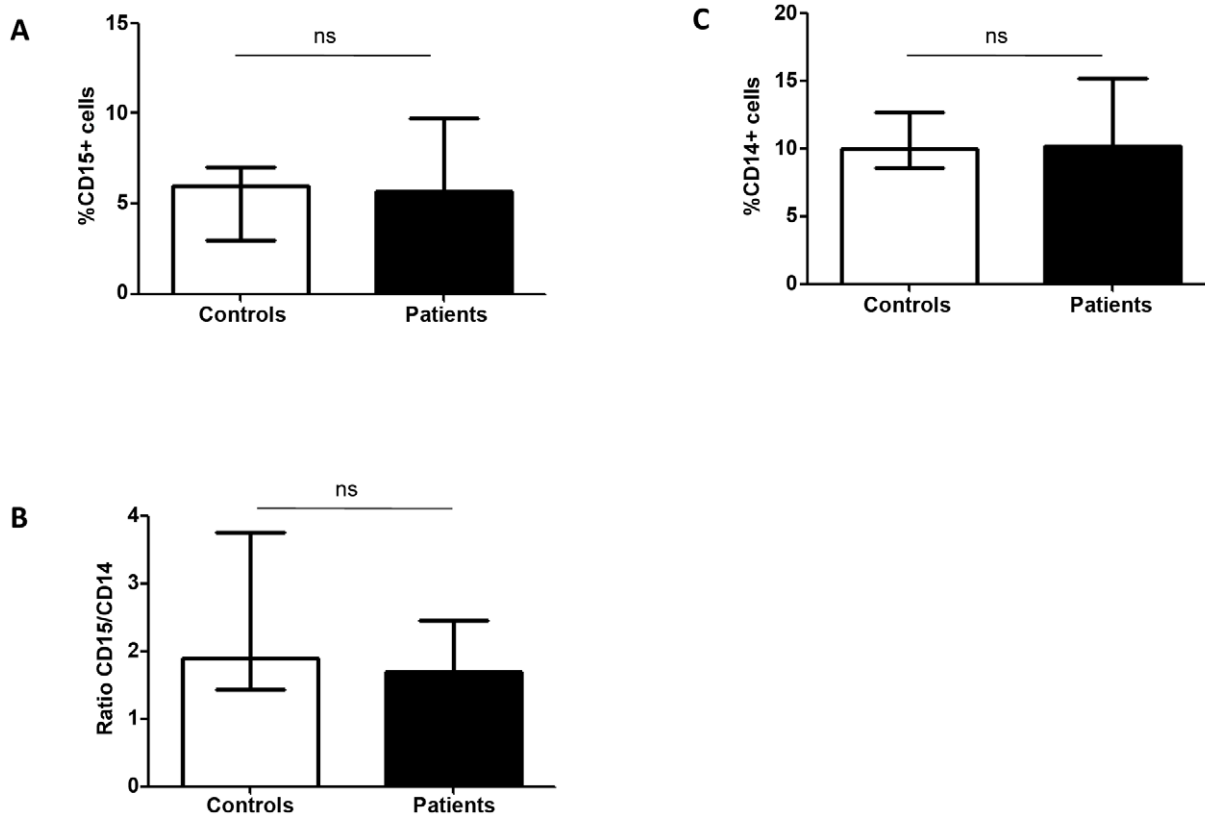 A
ns
%CD15+ cells
15
10
5
0
Controls Patients
C
ns
%CD14+ cells
20
15
10
5
0
Controls Patients
B
ns
Ratio CD15/CD14
4
3
2
1
0
Controls Patients